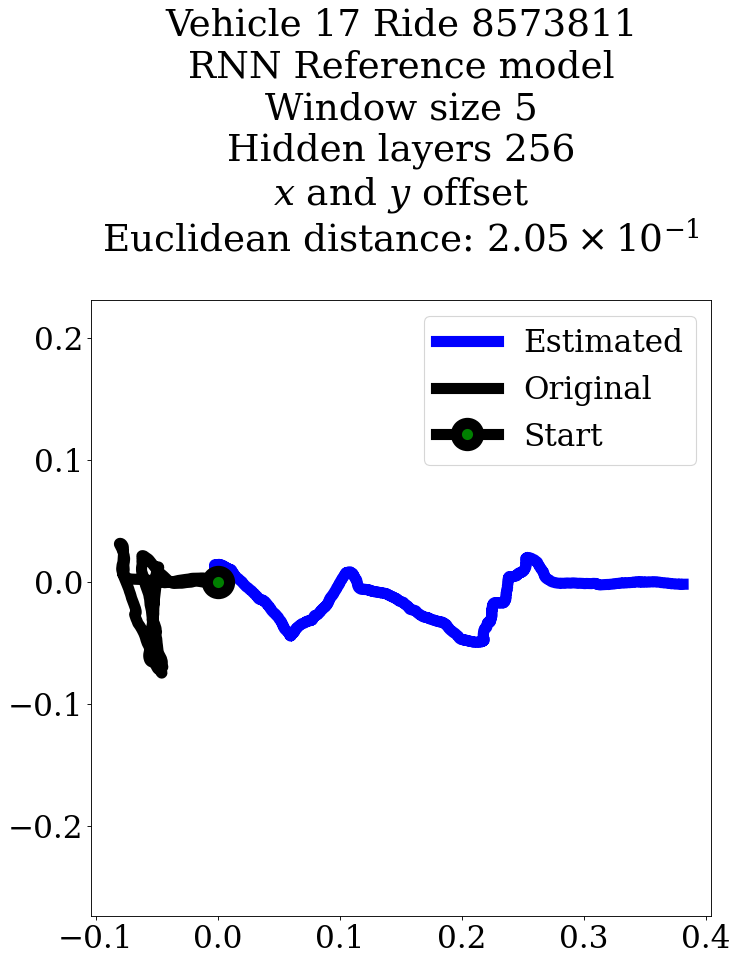 Vehicle 17 Ride 8573811
RNN Reference model
Window size 5
Hidden layers 256
x and y offset
Euclidean distance: 2.05 × 10⁻¹
Estimated
Original
Start
0.2
0.1
0.0
−0.1
−0.2
−0.1 0.0 0.1 0.2 0.3 0.4